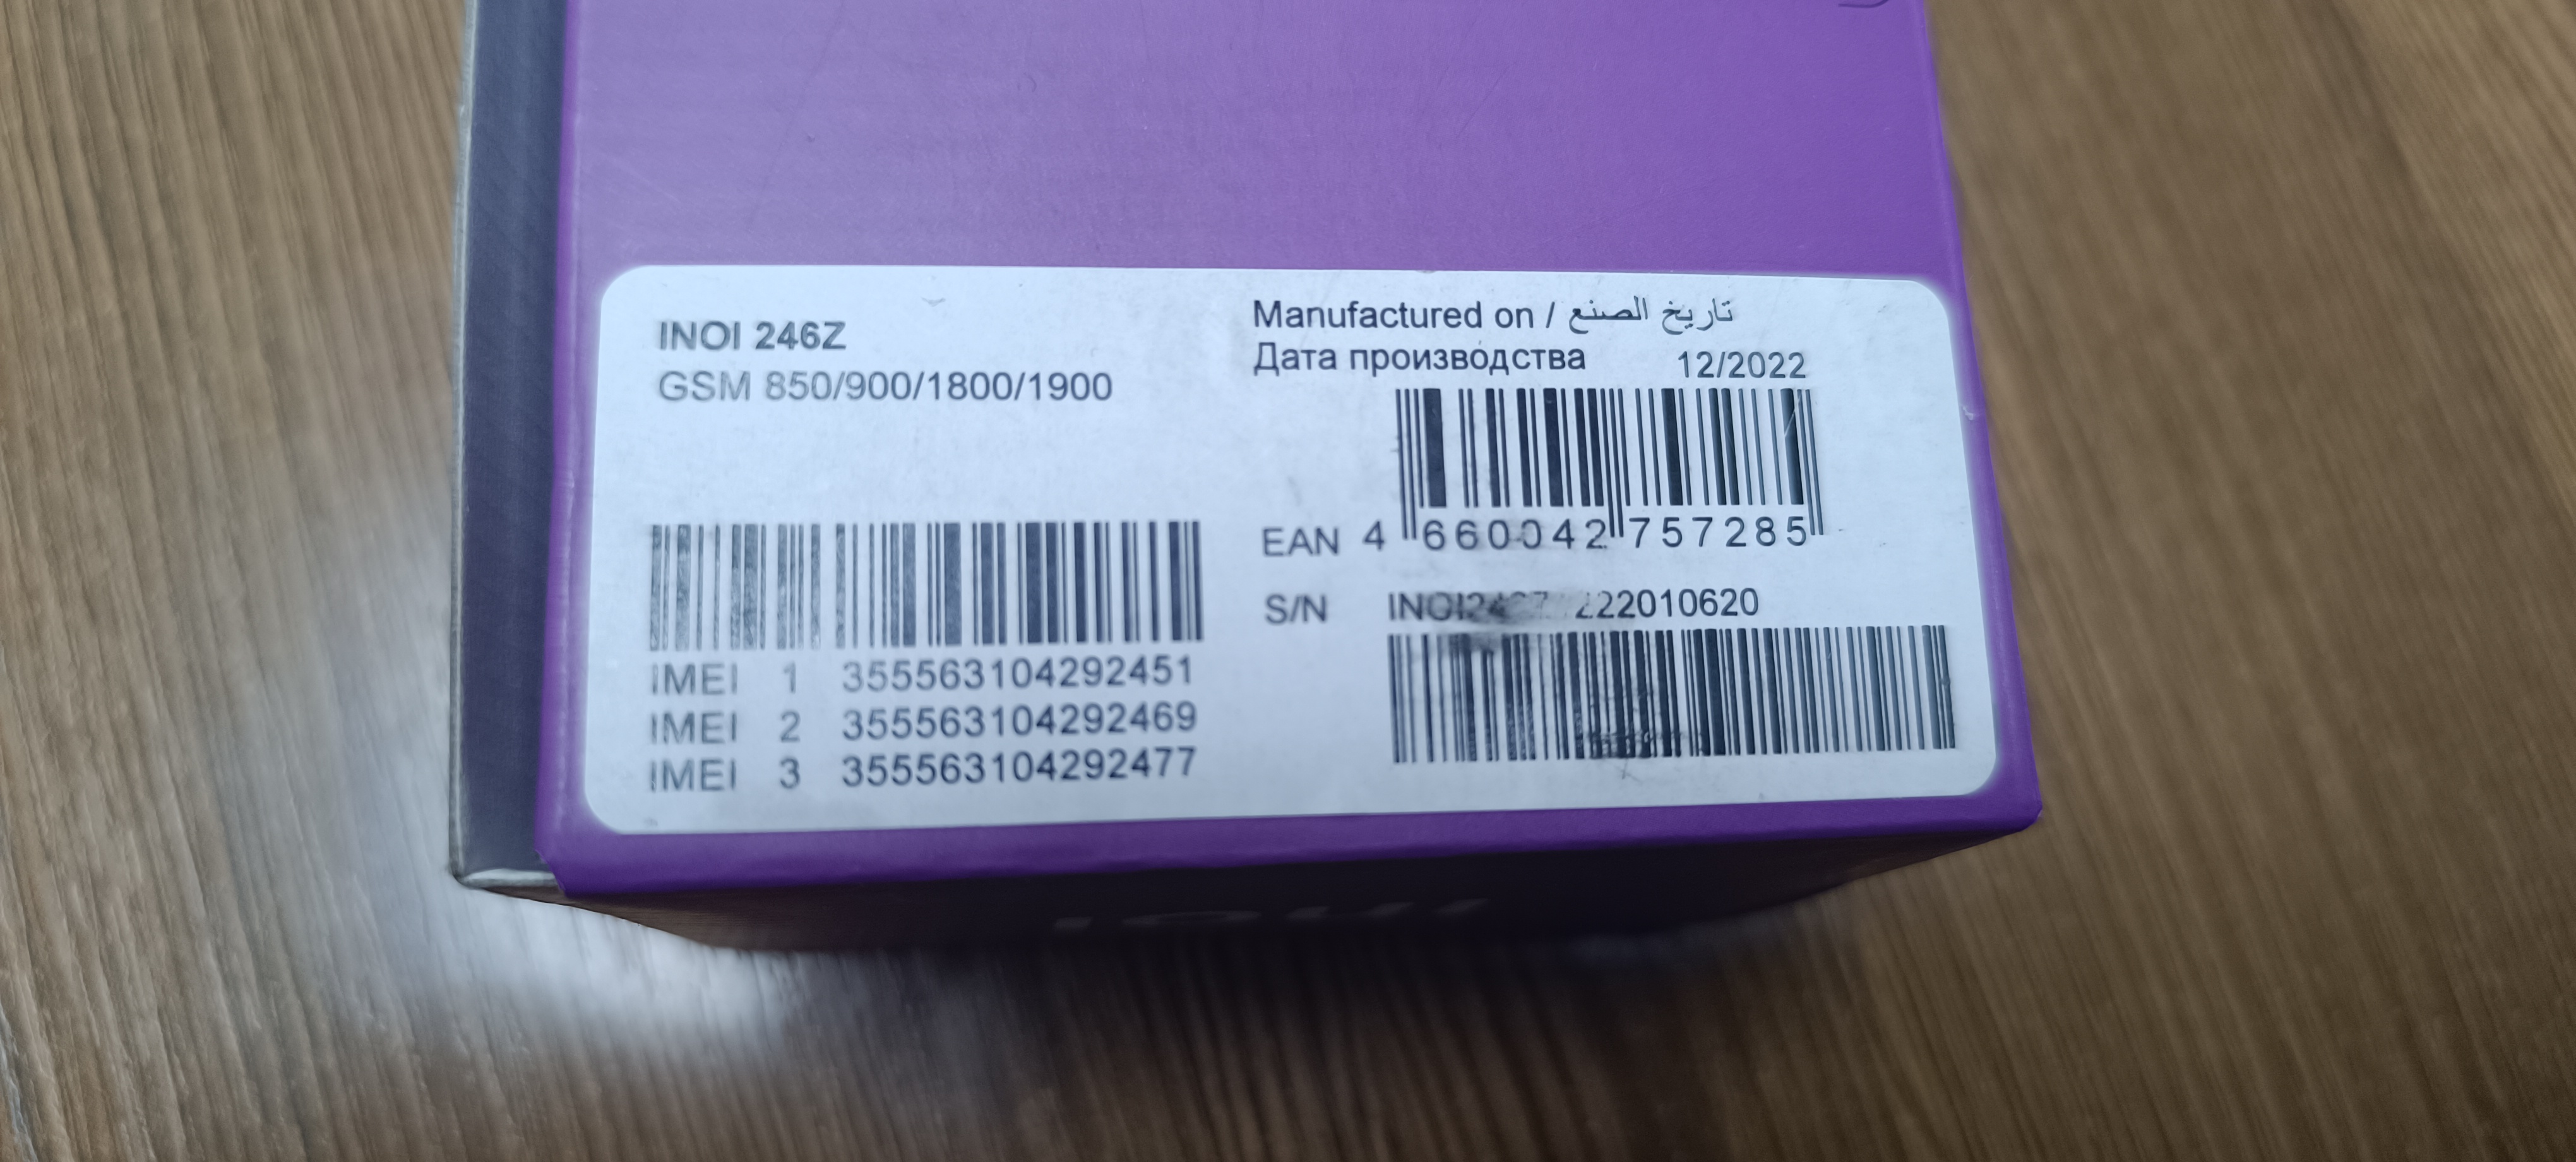 INOI 246Z
GSM 850/900/1800/1900
IMEI 1 355563104292451
IMEI 2 355563104292469
IMEI 3 355563104292477
Manufactured on / تاريخ الصنع
Дата производства 12/2022
EAN 4 660042 757285
S/N